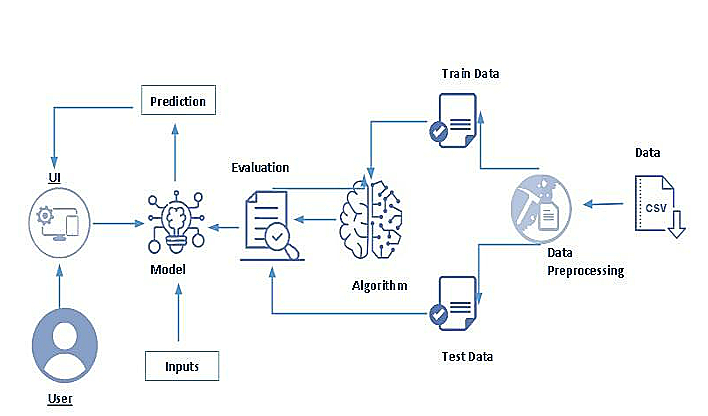 Train Data
Prediction
Data
Evaluation
UI
CSV
Model
Data
Preprocessing
Algorithm
Test Data
Inputs
User